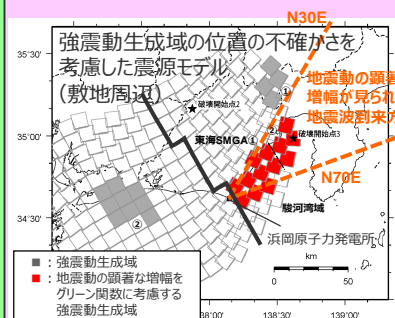 N30E
35°30'
強震動生成域の位置の不確かさを
考慮した震源モデル
(敷地周辺)
地震動の顕著
増幅が見られ
地震波到来方
①
★破壊開始点2
35°00'
東海SMGA①
②
★破壊開始点3
N70E
駿河湾域
34°30'
②
浜岡原子力発電所
km
0 50
■：強震動生成域
■：地震動の顕著な増幅を
グリーン関数に考慮する
強震動生成域
138°00' 138°30' 139°00'